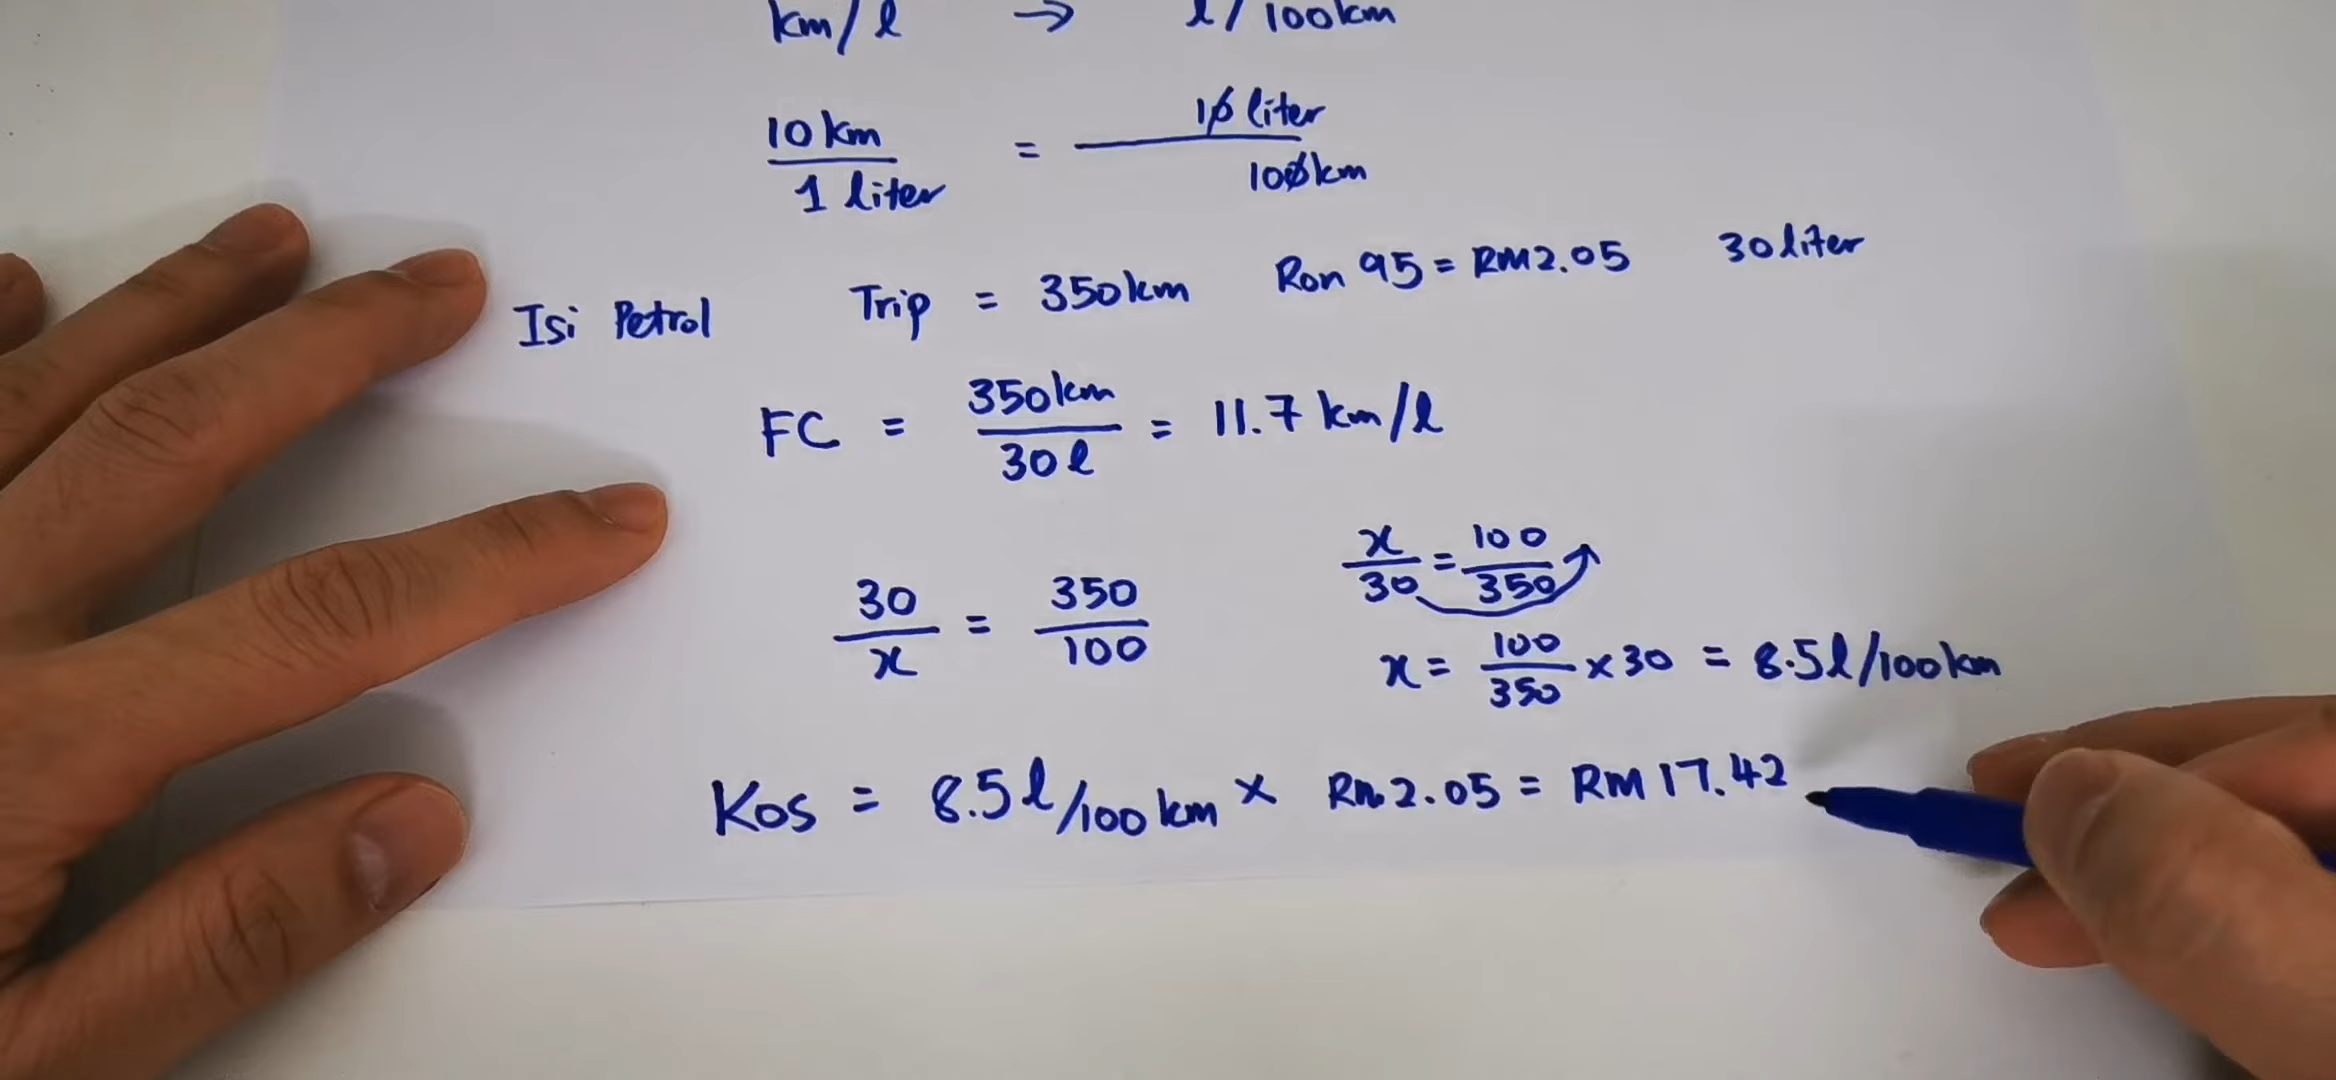 km/l → l/100km
10km / 1 liter = 10 liter / 100km
Isi Petrol Trip = 350km Ron 95 = RM2.05 30liter
FC = 350km / 30l = 11.7 km/l
30 / x = 350 / 100
x / 30 = 100 / 350
x = 100 / 350 x 30 = 8.5l/100km
Kos = 8.5l/100km x RM2.05 = RM17.42